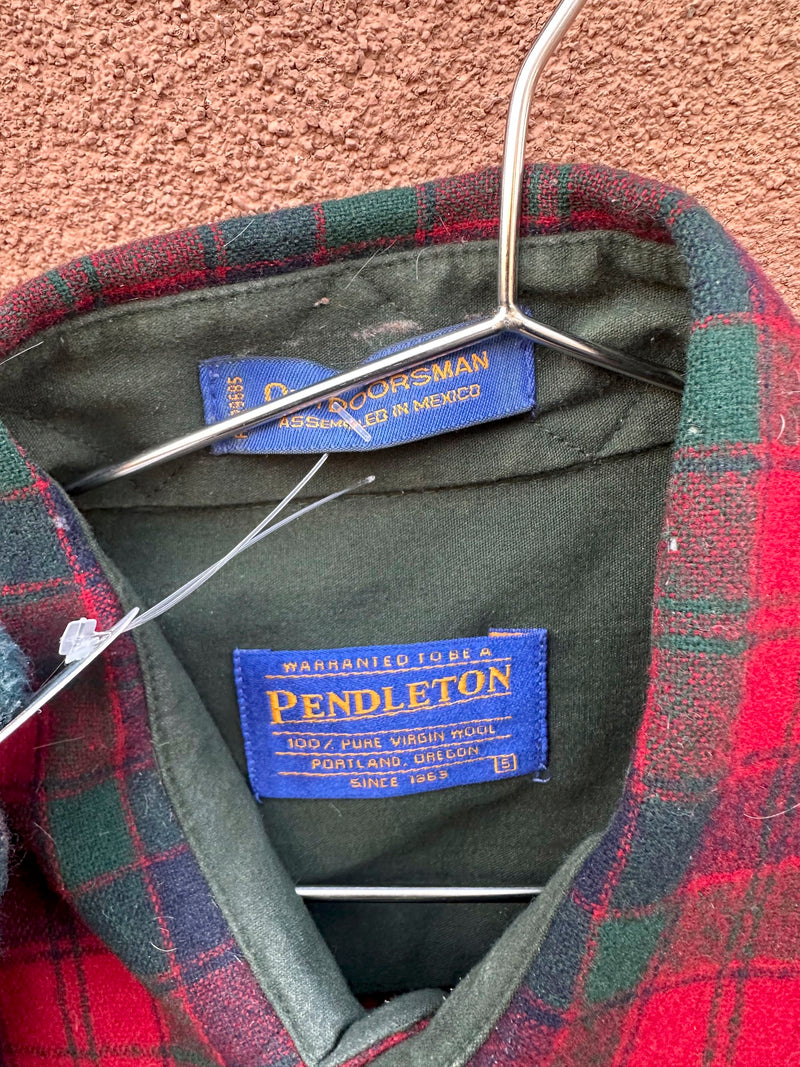 OUTDOORSMAN
ASSEMBLED IN MEXICO
WARRANTED TO BE A
PENDLETON
100% PURE VIRGIN WOOL
PORTLAND, OREGON
SINCE 1863
S